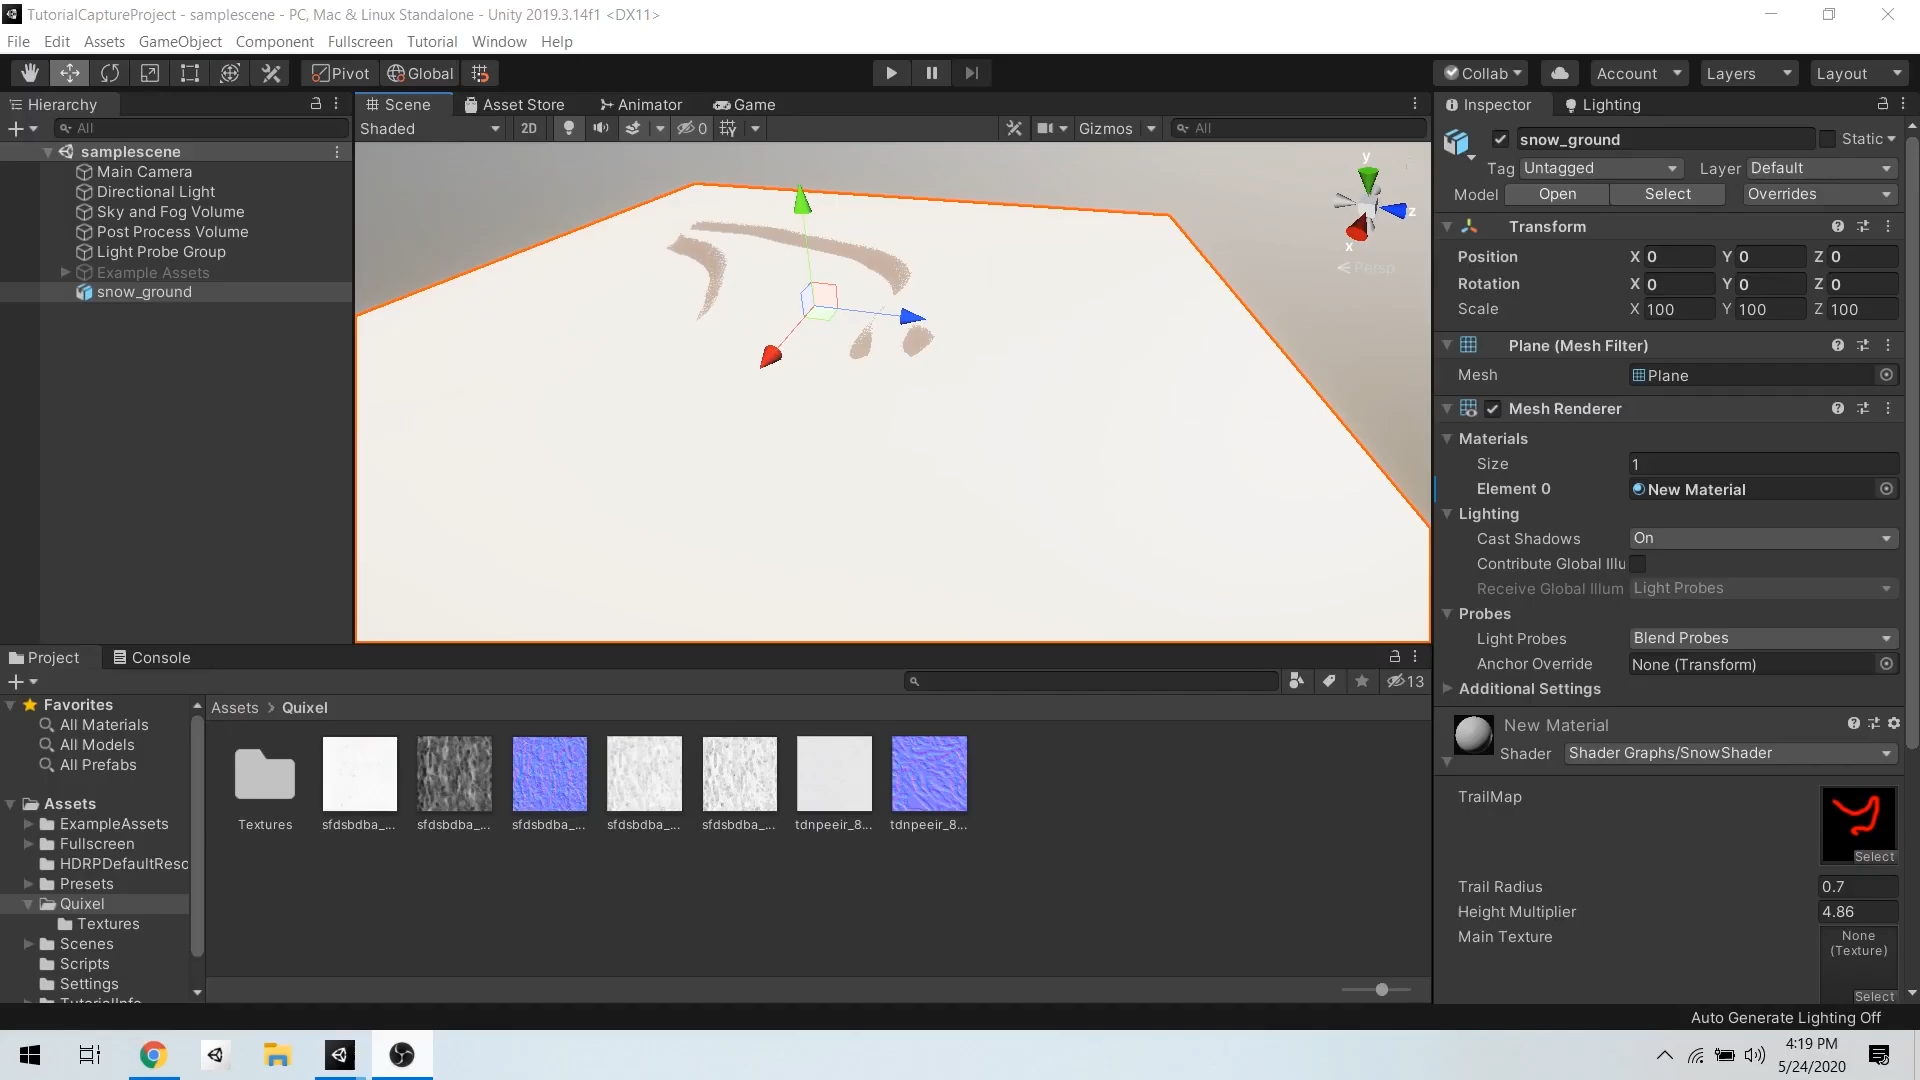 TutorialCaptureProject - samplescene - PC, Mac & Linux Standalone - Unity 2019.3.14f1 <DX11>
File Edit Assets GameObject Component Fullscreen Tutorial Window Help
Pivot Global Collab Account Layers Layout
Hierarchy
All
samplescene
Main Camera
Directional Light
Sky and Fog Volume
Post Process Volume
Light Probe Group
Example Assets
snow_ground
Scene Asset Store Animator Game
Shaded 2D 0 Gizmos All
y
z
x
Persp
Inspector Lighting
snow_ground Static
Tag Untagged Layer Default
Model Open Select Overrides
Transform
Position X 0 Y 0 Z 0
Rotation X 0 Y 0 Z 0
Scale X 100 Y 100 Z 100
Plane (Mesh Filter)
Mesh Plane
Mesh Renderer
Materials
Size 1
Element 0 New Material
Lighting
Cast Shadows On
Contribute Global Illu
Receive Global Illum Light Probes
Probes
Light Probes Blend Probes
Anchor Override None (Transform)
Additional Settings
New Material
Shader Shader Graphs/SnowShader
TrailMap
Select
Trail Radius 0.7
Height Multiplier 4.86
Main Texture None
(Texture)
Select
Project Console
13
Favorites
All Materials
All Models
All Prefabs
Assets
ExampleAssets
Fullscreen
HDRPDefaultResc
Presets
Quixel
Textures
Scenes
Scripts
Settings
TutorialInfo
Assets > Quixel
Textures sfdsbdba_... sfdsbdba_... sfdsbdba_... sfdsbdba_... sfdsbdba_... tdnpeeir_8... tdnpeeir_8...
Auto Generate Lighting Off
4:19 PM
5/24/2020